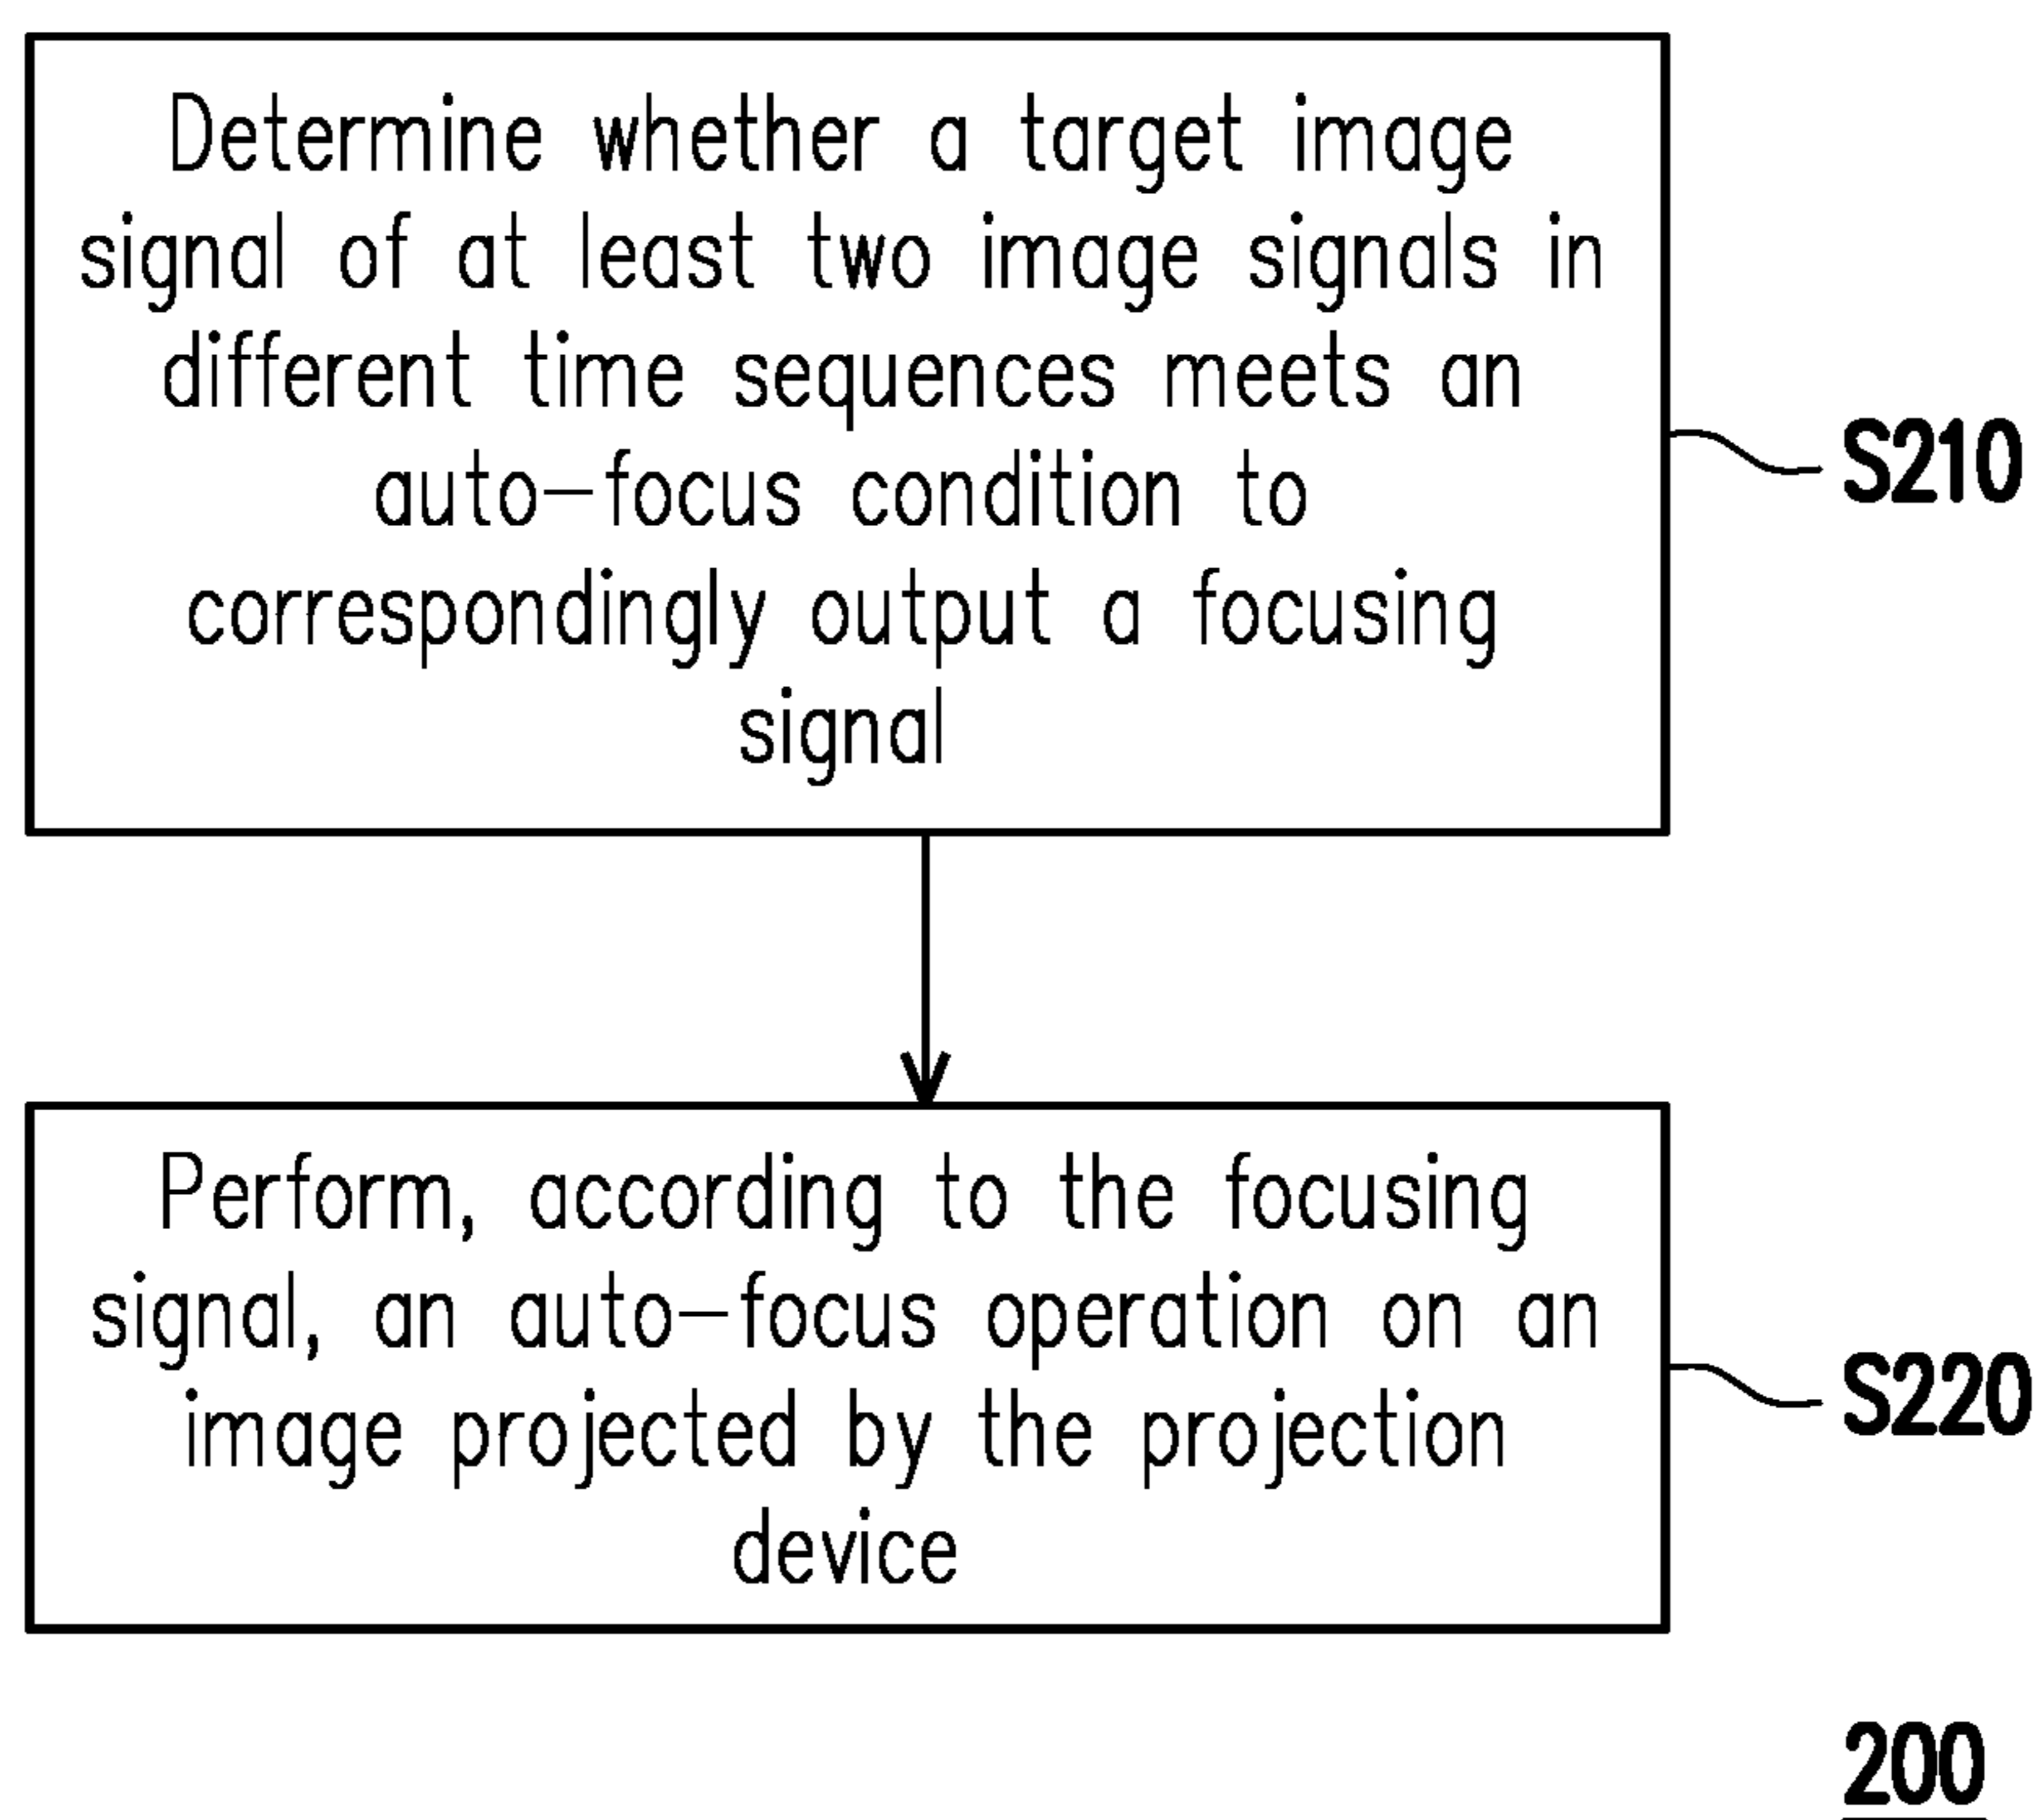 Determine whether a target image
signal of at least two image signals in
different time sequences meets an
auto-focus condition to
correspondingly output a focusing
signal
S210
Perform, according to the focusing
signal, an auto-focus operation on an
image projected by the projection
device
S220
200